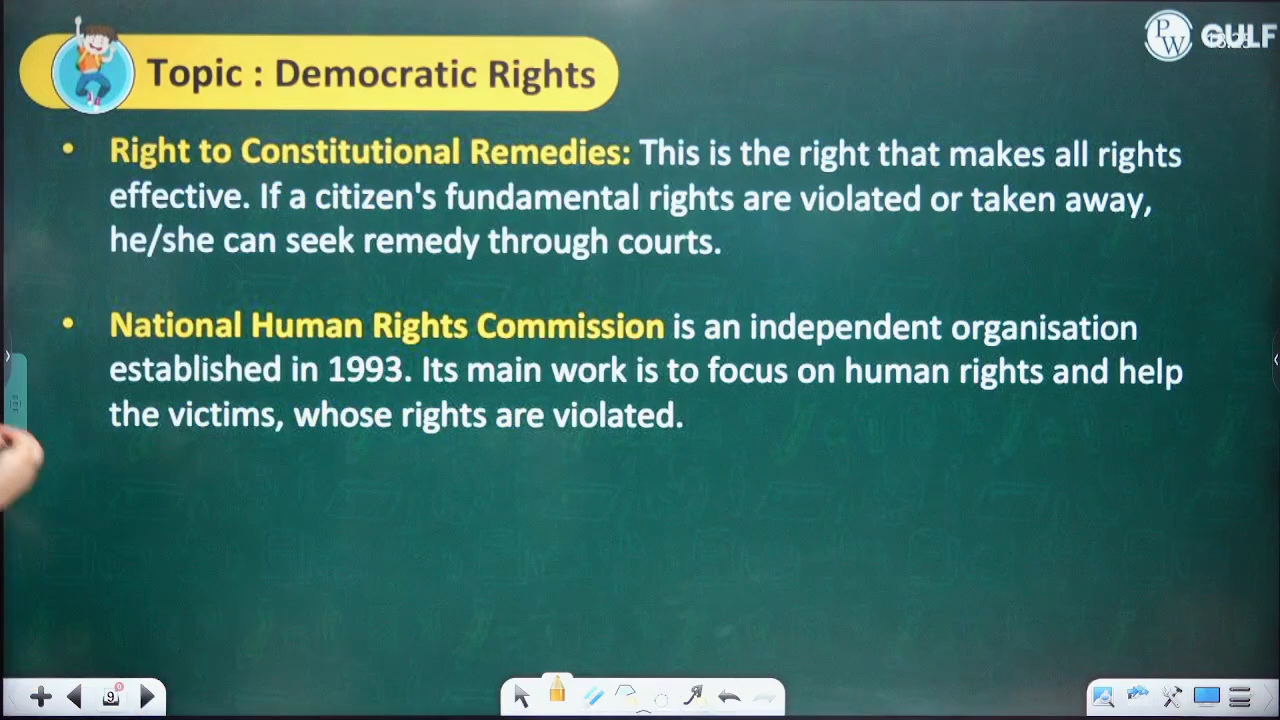 Topic : Democratic Rights
PW GULF
• Right to Constitutional Remedies: This is the right that makes all rights
effective. If a citizen's fundamental rights are violated or taken away,
he/she can seek remedy through courts.
• National Human Rights Commission is an independent organisation
established in 1993. Its main work is to focus on human rights and help
the victims, whose rights are violated.
9